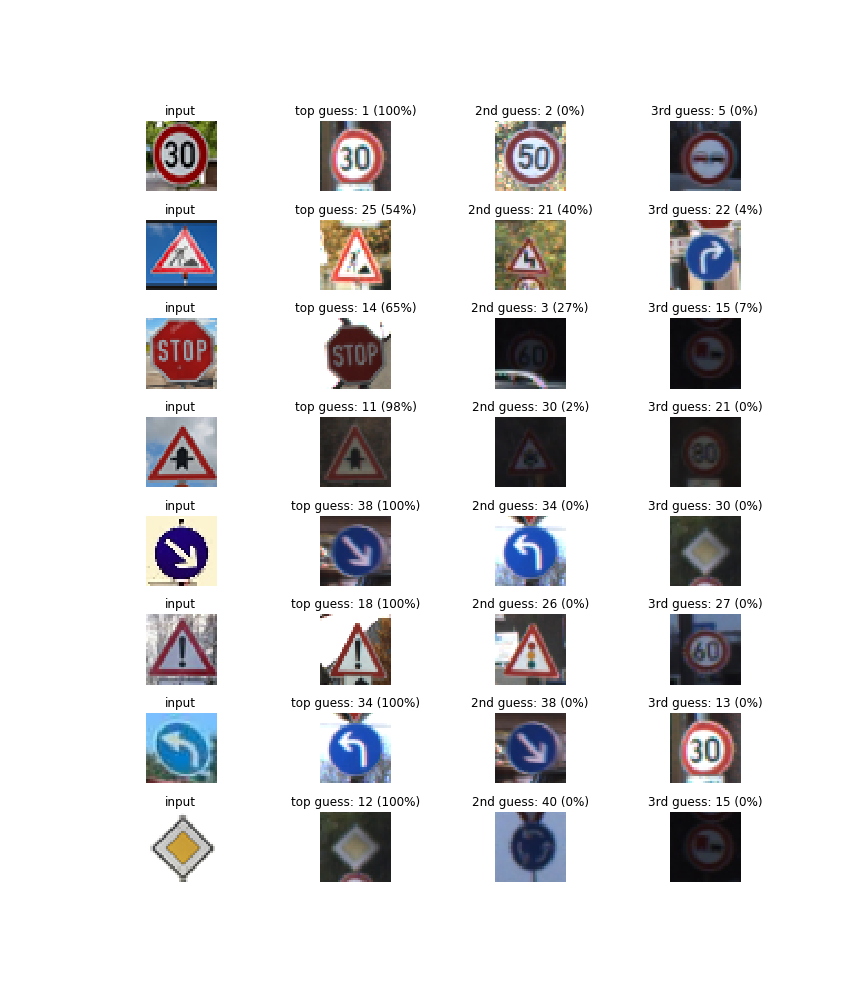 input top guess: 1 (100%) 2nd guess: 2 (0%) 3rd guess: 5 (0%)
30 30 50
input top guess: 25 (54%) 2nd guess: 21 (40%) 3rd guess: 22 (4%)
input top guess: 14 (65%) 2nd guess: 3 (27%) 3rd guess: 15 (7%)
STOP STOP 60
input top guess: 11 (98%) 2nd guess: 30 (2%) 3rd guess: 21 (0%)
80
input top guess: 38 (100%) 2nd guess: 34 (0%) 3rd guess: 30 (0%)
input top guess: 18 (100%) 2nd guess: 26 (0%) 3rd guess: 27 (0%)
60
input top guess: 34 (100%) 2nd guess: 38 (0%) 3rd guess: 13 (0%)
30
input top guess: 12 (100%) 2nd guess: 40 (0%) 3rd guess: 15 (0%)